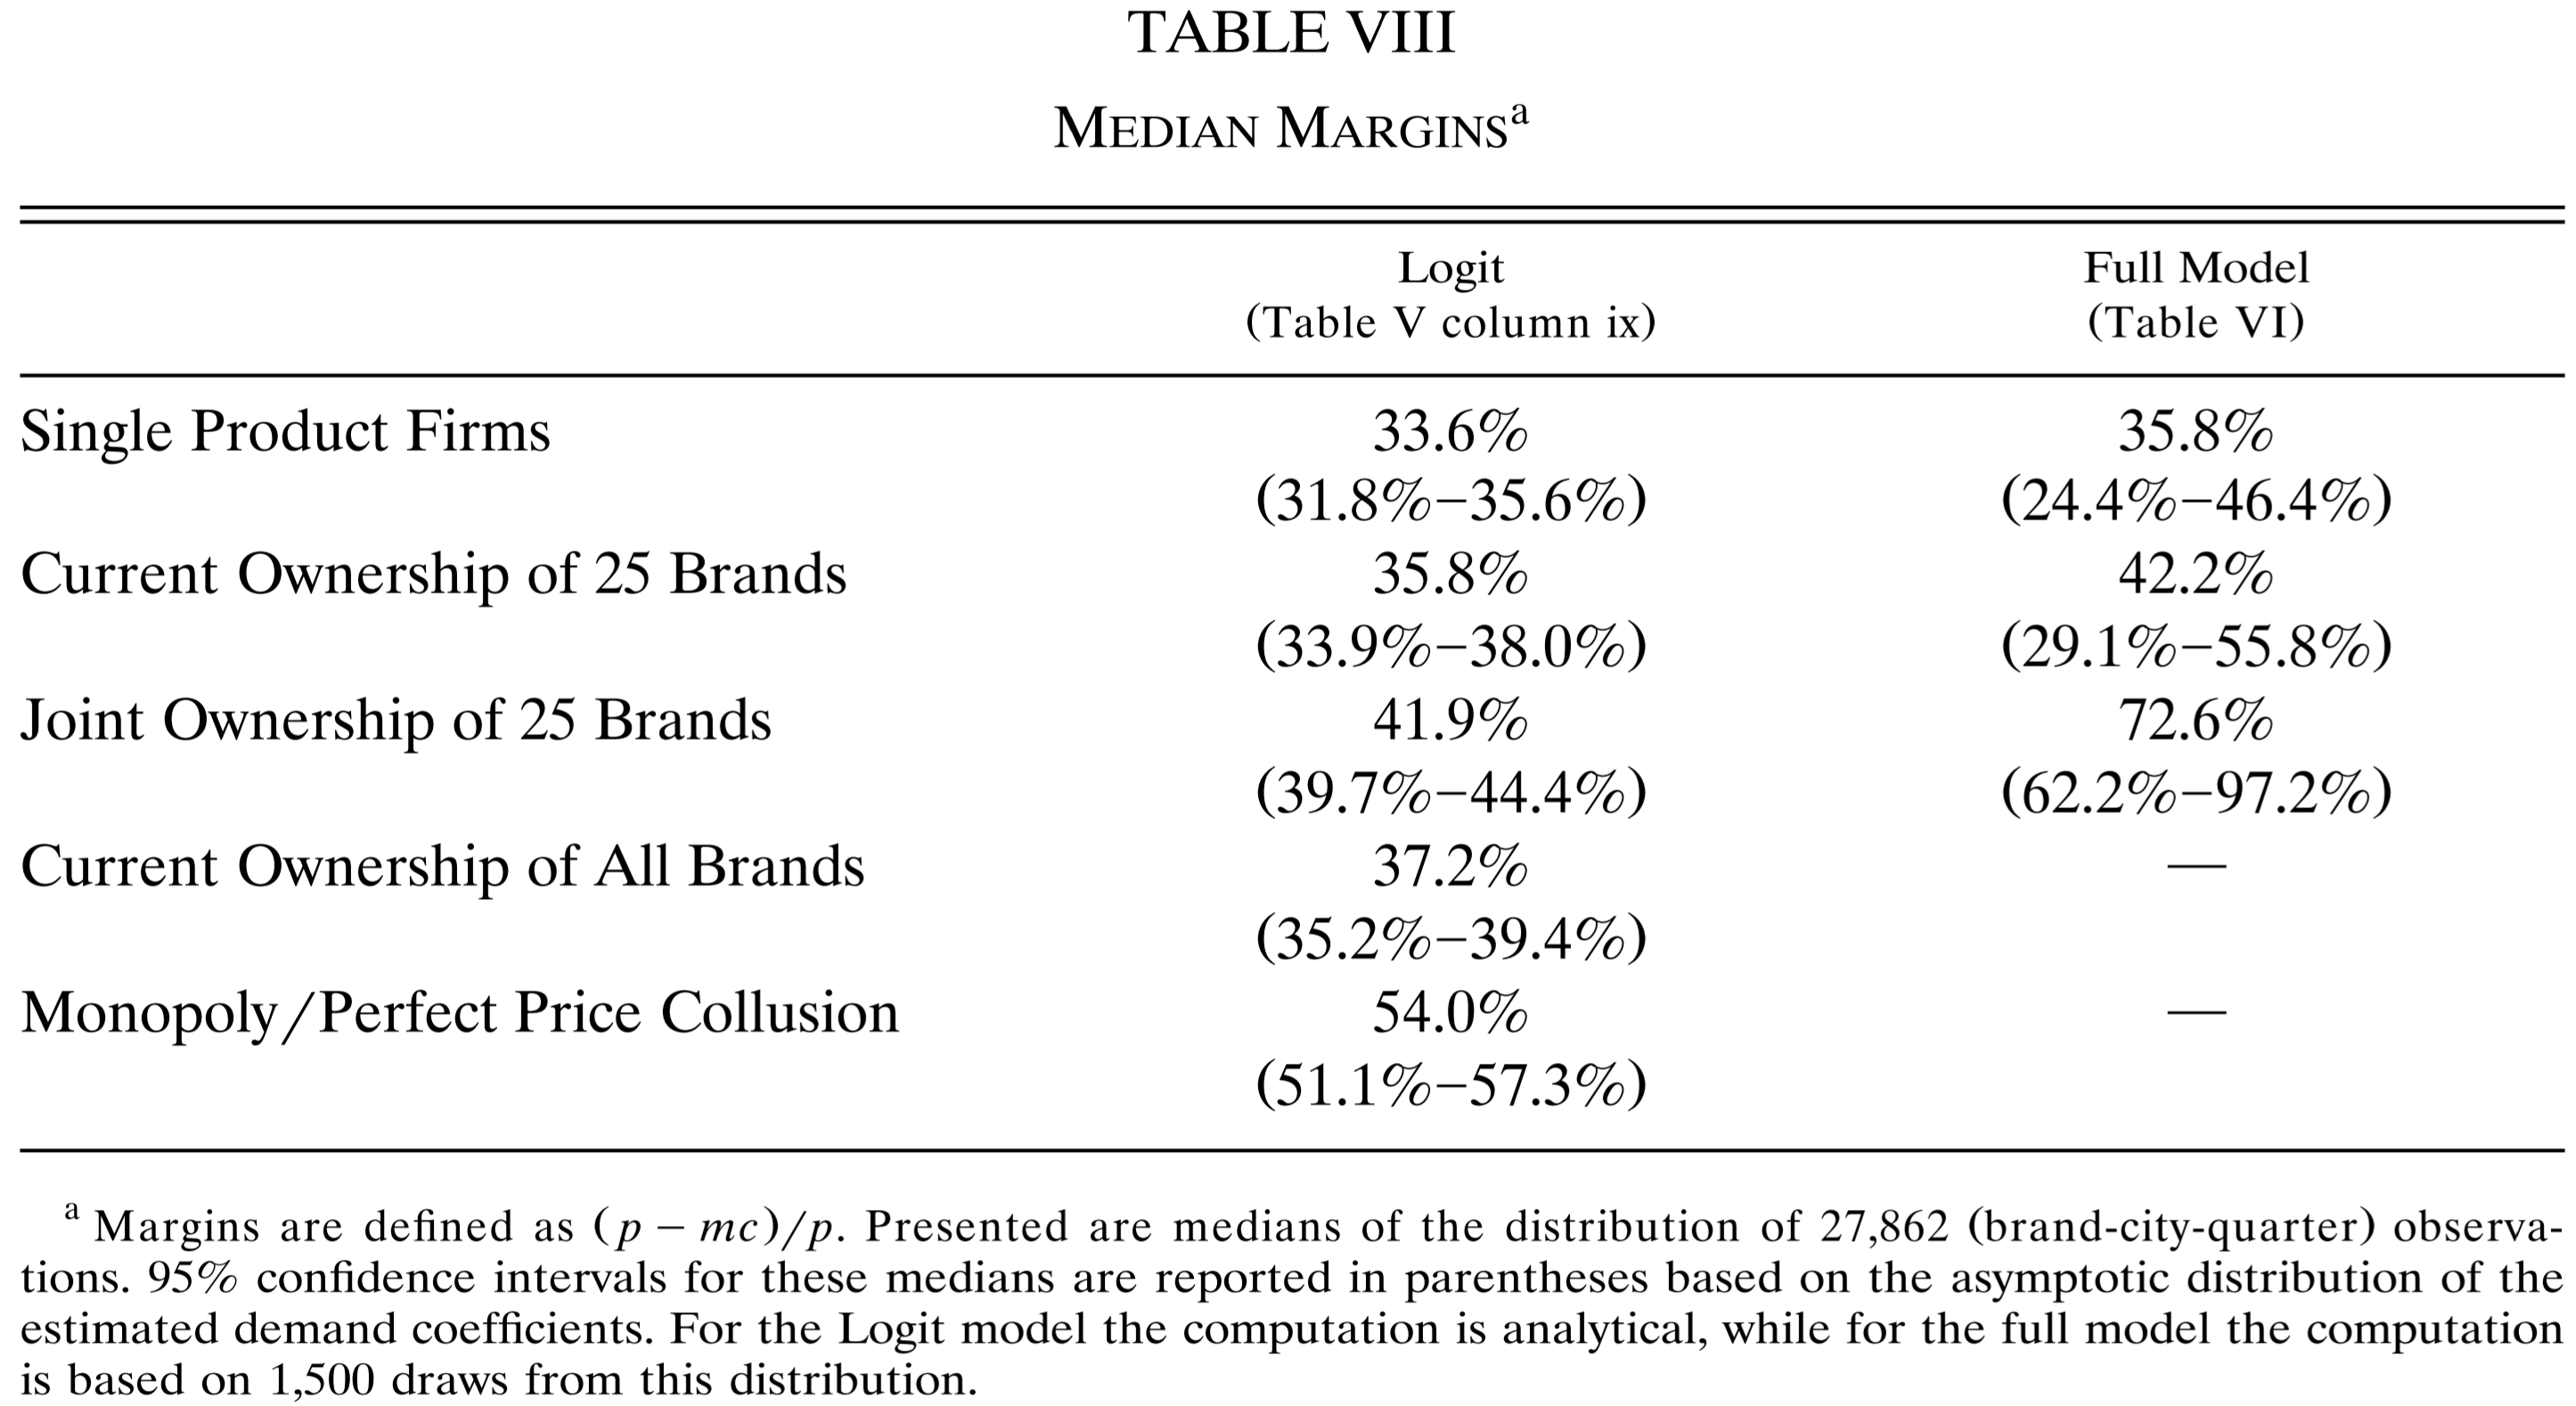 TABLE VIII
MEDIAN MARGINSᵃ
Logit Full Model
(Table V column ix) (Table VI)
Single Product Firms 33.6% 35.8%
(31.8%–35.6%) (24.4%–46.4%)
Current Ownership of 25 Brands 35.8% 42.2%
(33.9%–38.0%) (29.1%–55.8%)
Joint Ownership of 25 Brands 41.9% 72.6%
(39.7%–44.4%) (62.2%–97.2%)
Current Ownership of All Brands 37.2% —
(35.2%–39.4%)
Monopoly/Perfect Price Collusion 54.0% —
(51.1%–57.3%)
ᵃ Margins are defined as (p − mc)/p. Presented are medians of the distribution of 27,862 (brand-city-quarter) observa-
tions. 95% confidence intervals for these medians are reported in parentheses based on the asymptotic distribution of the
estimated demand coefficients. For the Logit model the computation is analytical, while for the full model the computation
is based on 1,500 draws from this distribution.